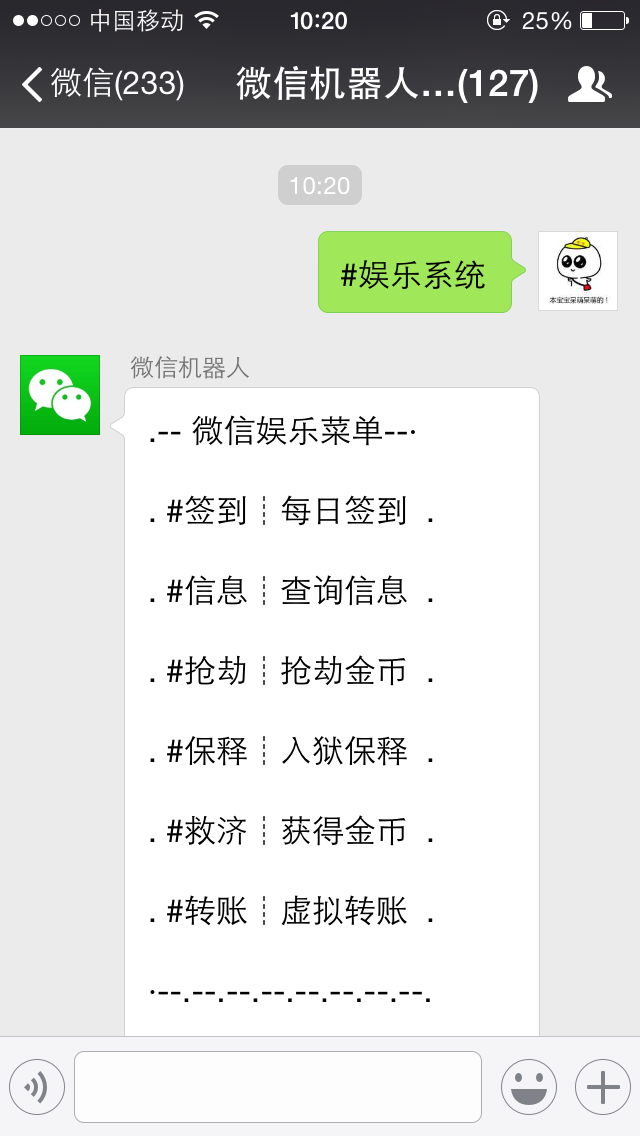 中国移动 10:20 25%
微信(233) 微信机器人...(127)
10:20
#娱乐系统
本宝宝呆萌呆萌的！
微信机器人
.-- 微信娱乐菜单--·
. #签到┊每日签到 .
. #信息┊查询信息 .
. #抢劫┊抢劫金币 .
. #保释┊入狱保释 .
. #救济┊获得金币 .
. #转账┊虚拟转账 .
·--.--.--.--.--.--.--.--.